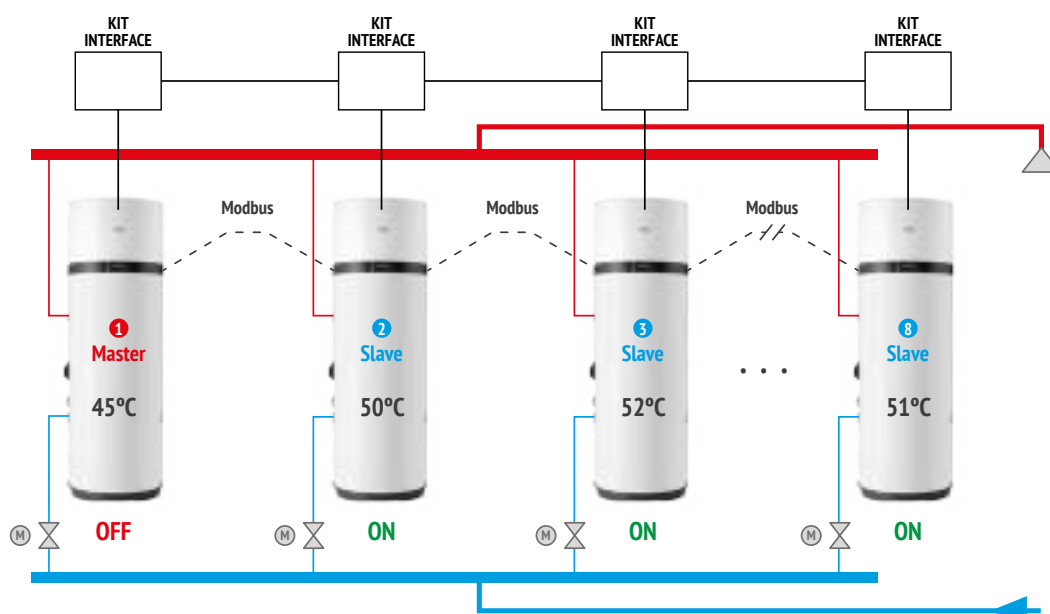 KIT
INTERFACE
KIT
INTERFACE
KIT
INTERFACE
KIT
INTERFACE
Modbus
Modbus
Modbus
1
Master
45ºC
2
Slave
50ºC
3
Slave
52ºC
. . .
8
Slave
51ºC
M
OFF
M
ON
M
ON
M
ON